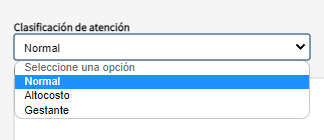 Clasificación de atención
Normal
Seleccione una opción
Normal
Altocosto
Gestante